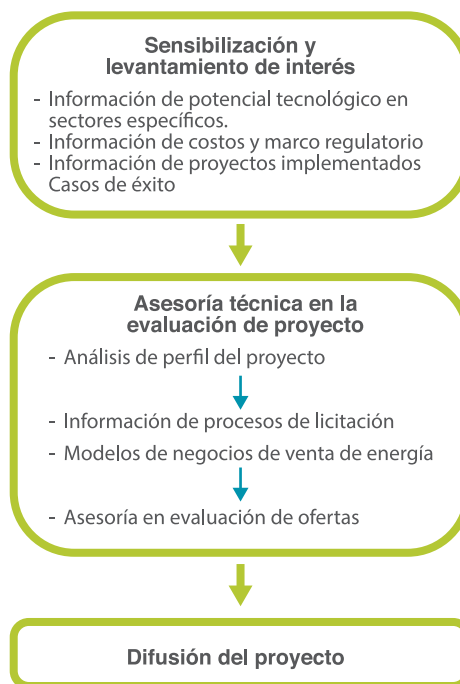 Sensibilización y
levantamiento de interés
- Información de potencial tecnológico en
sectores específicos.
- Información de costos y marco regulatorio
- Información de proyectos implementados
Casos de éxito
Asesoría técnica en la
evaluación de proyecto
- Análisis de perfil del proyecto
- Información de procesos de licitación
- Modelos de negocios de venta de energía
- Asesoría en evaluación de ofertas
Difusión del proyecto